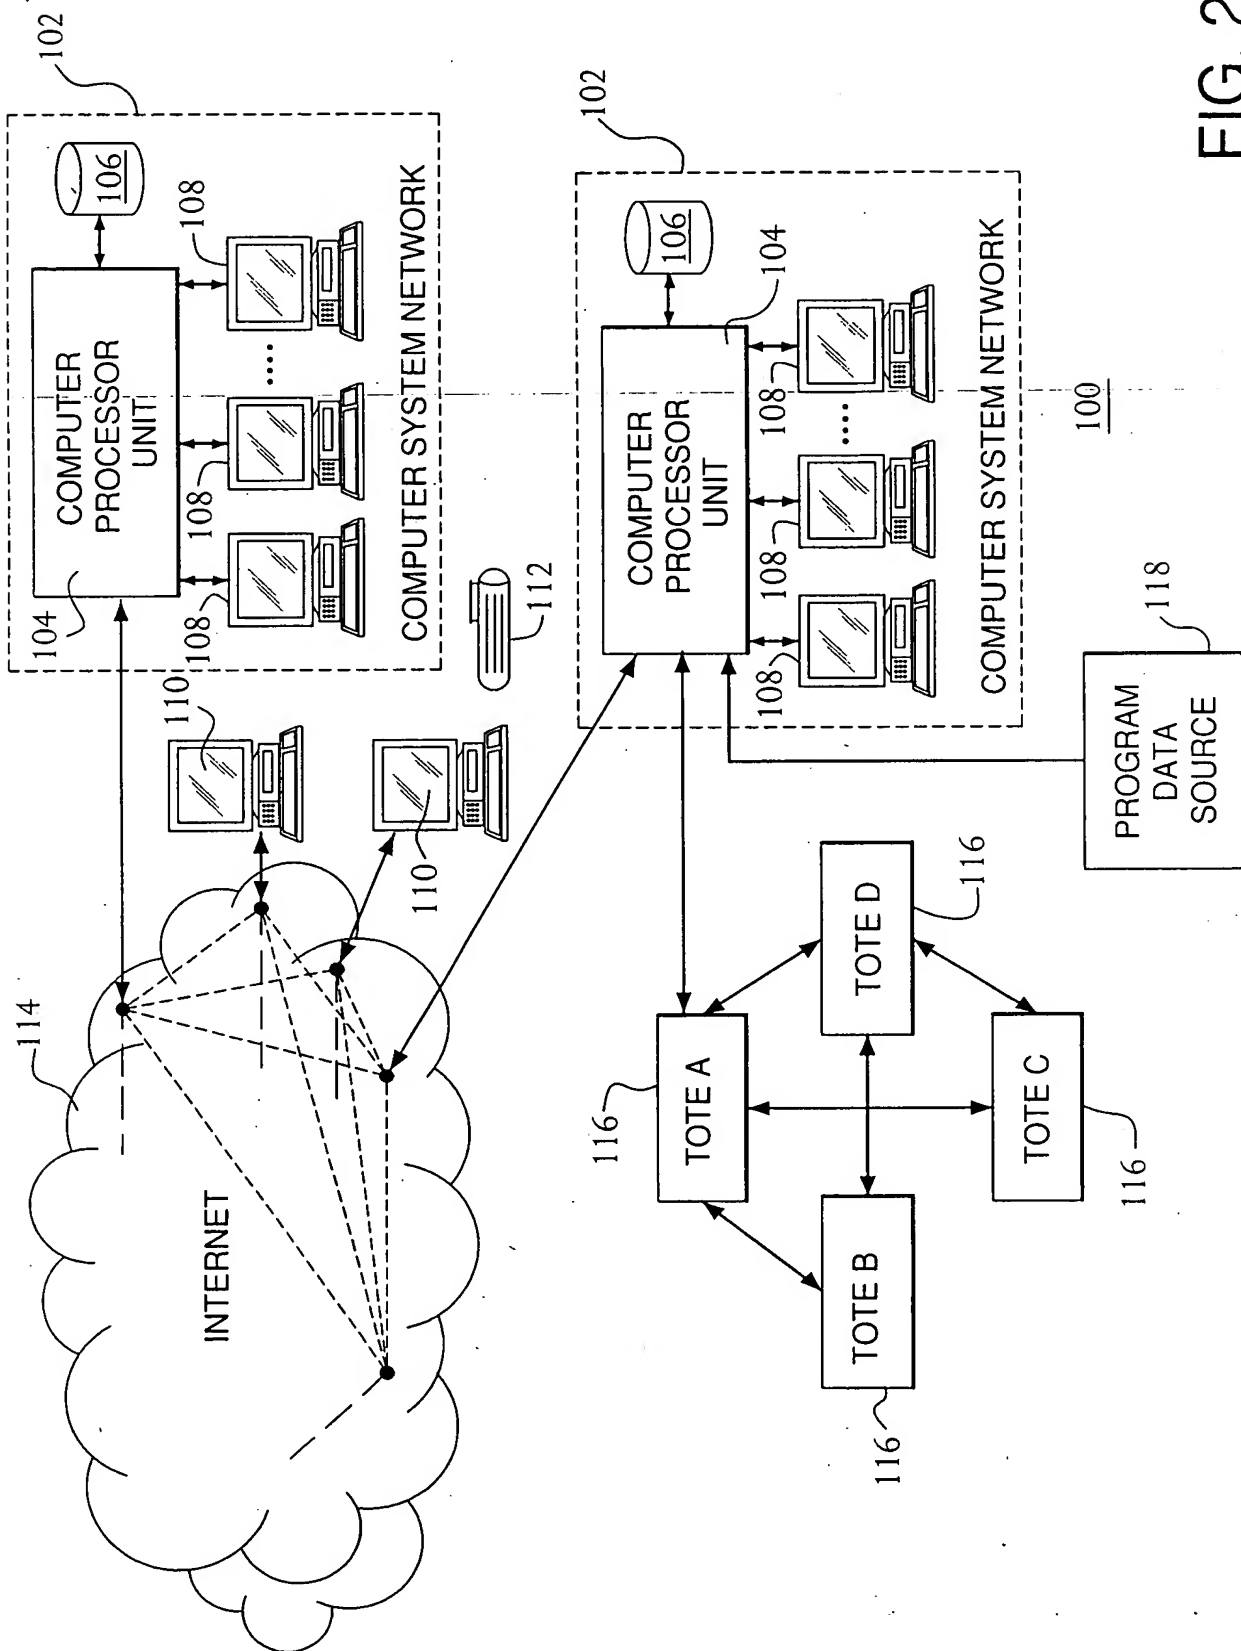 114
INTERNET
110
110
104
COMPUTER
PROCESSOR
UNIT
106
102
108
108
108
COMPUTER SYSTEM NETWORK
112
116
TOTE A
116
TOTE B
TOTE D
116
TOTE C
116
COMPUTER
PROCESSOR
UNIT
104
106
102
108
108
108
COMPUTER SYSTEM NETWORK
PROGRAM
DATA
SOURCE
118
100
FIG. 2